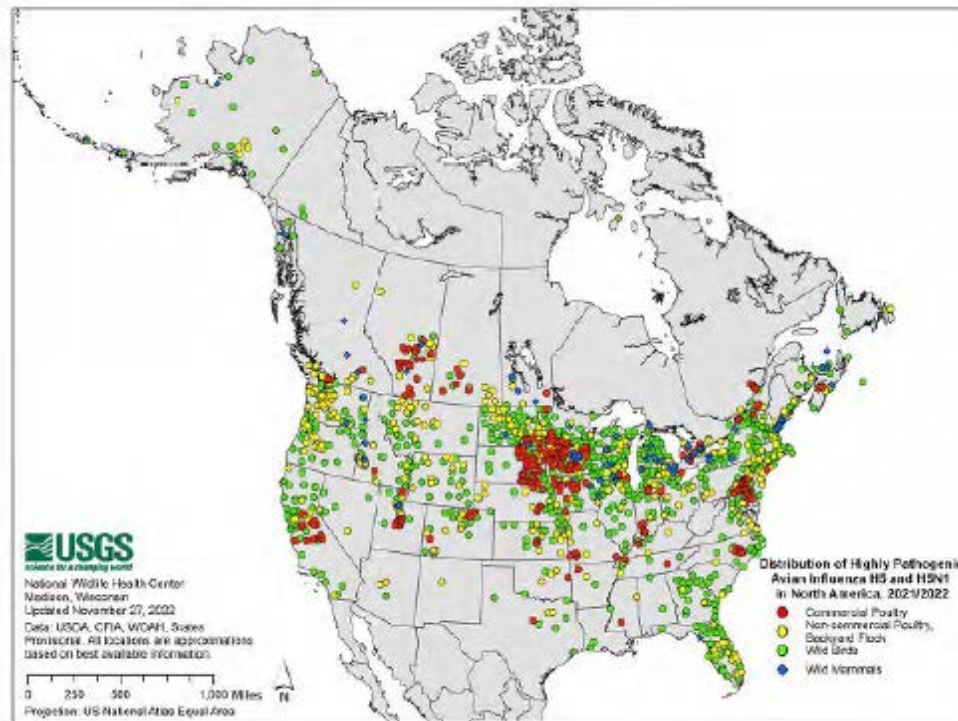 USGS
science for a changing world
National Wildlife Health Center
Madison, Wisconsin
Updated November 27, 2022
Data: USDA, CFIA, WOAH, States
Provisional. All locations are approximations
based on best available information.
0 250 500 1,000 Miles
N
Projection: US National Atlas Equal Area
Distribution of Highly Pathogenic
Avian Influenza H5 and H5N1
in North America, 2021/2022
Commercial Poultry
Non-commercial Poultry,
Backyard Flock
Wild Birds
Wild Mammals